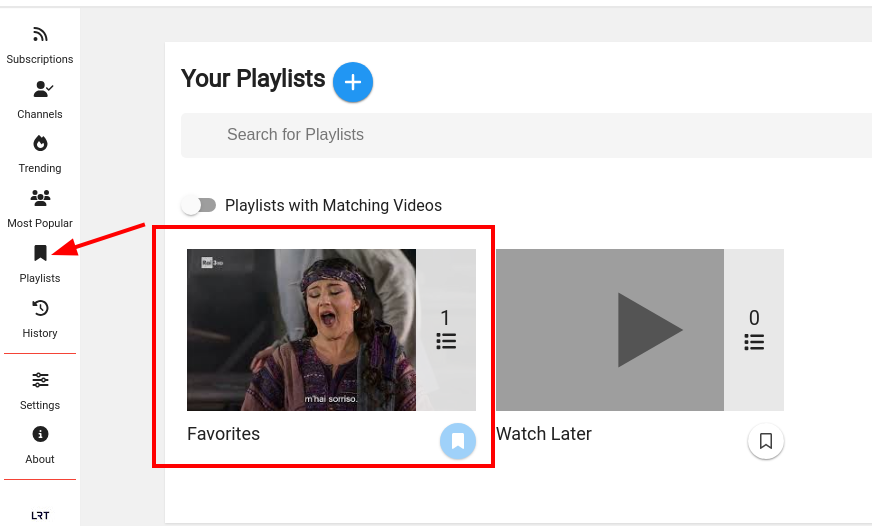 Subscriptions
Channels
Trending
Most Popular
Playlists
History
Settings
About
LRT
Your Playlists
Search for Playlists
Playlists with Matching Videos
Rai 3 HD
1
m'hai sorriso.
Favorites
0
Watch Later